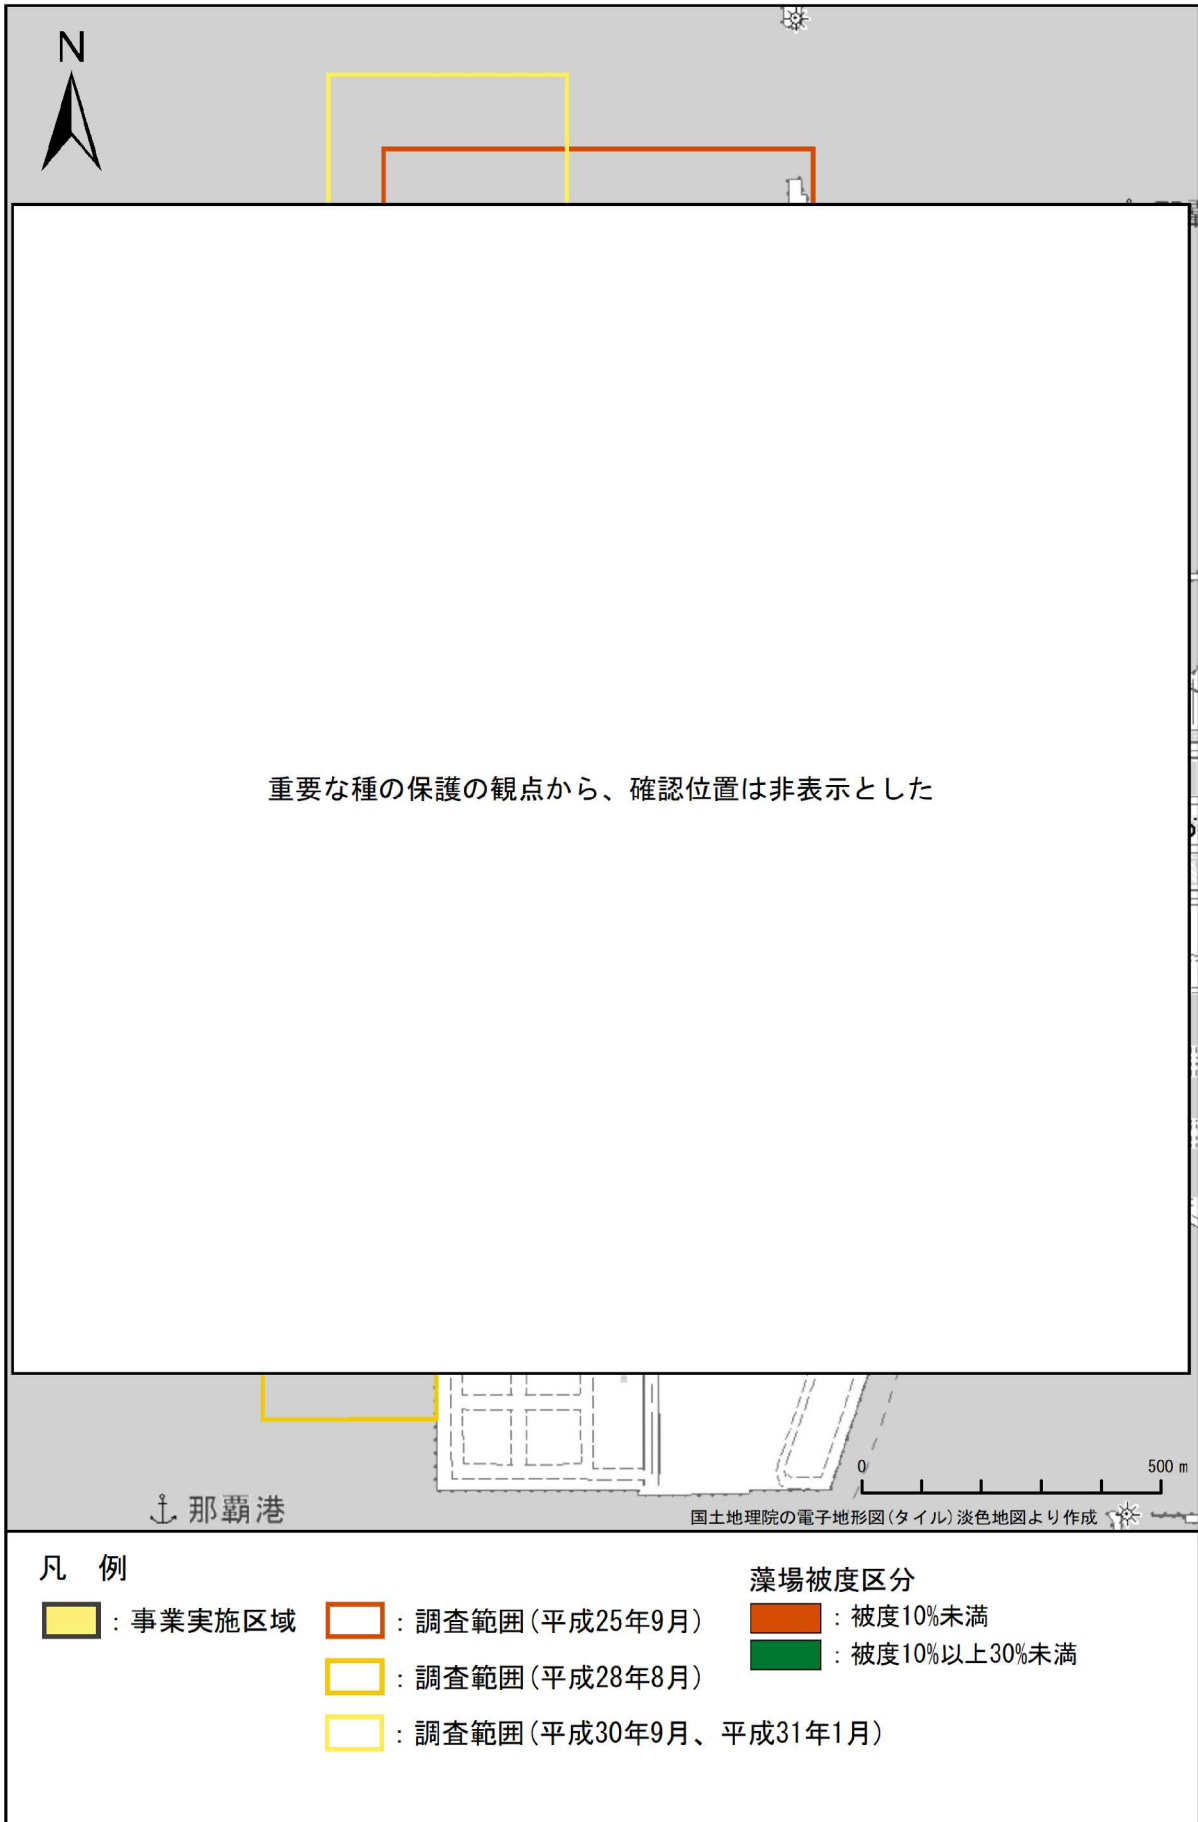 N
重要な種の保護の観点から、確認位置は非表示とした
0
500 m
那覇港
国土地理院の電子地形図(タイル)淡色地図より作成
凡 例
：事業実施区域
：調査範囲(平成25年9月)
：調査範囲(平成28年8月)
：調査範囲(平成30年9月、平成31年1月)
藻場被度区分
：被度10%未満
：被度10%以上30%未満